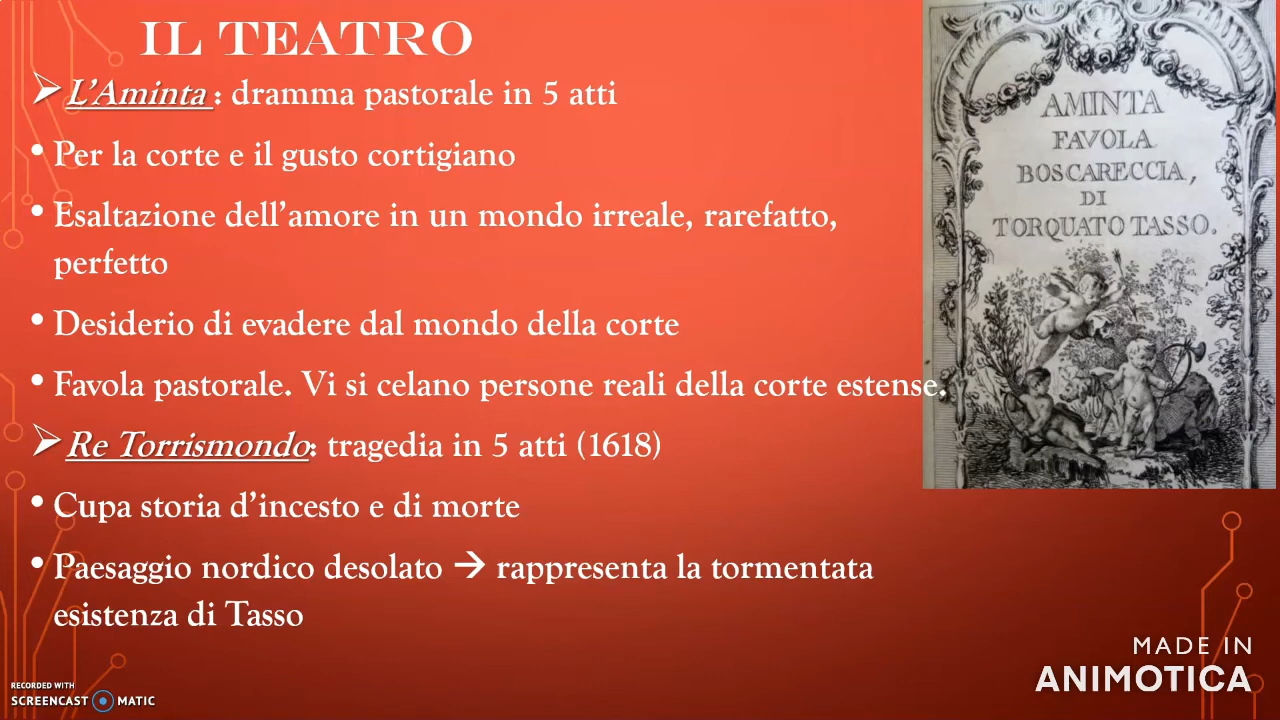 IL TEATRO
L'Aminta : dramma pastorale in 5 atti
Per la corte e il gusto cortigiano
Esaltazione dell'amore in un mondo irreale, rarefatto,
perfetto
Desiderio di evadere dal mondo della corte
Favola pastorale. Vi si celano persone reali della corte estense.
Re Torrismondo: tragedia in 5 atti (1618)
Cupa storia d'incesto e di morte
Paesaggio nordico desolato → rappresenta la tormentata
esistenza di Tasso
AMINTA
FAVOLA
BOSCARECCIA,
DI
TORQUATO TASSO.
MADE IN
ANIMOTICA
RECORDED WITH
SCREENCAST MATIC